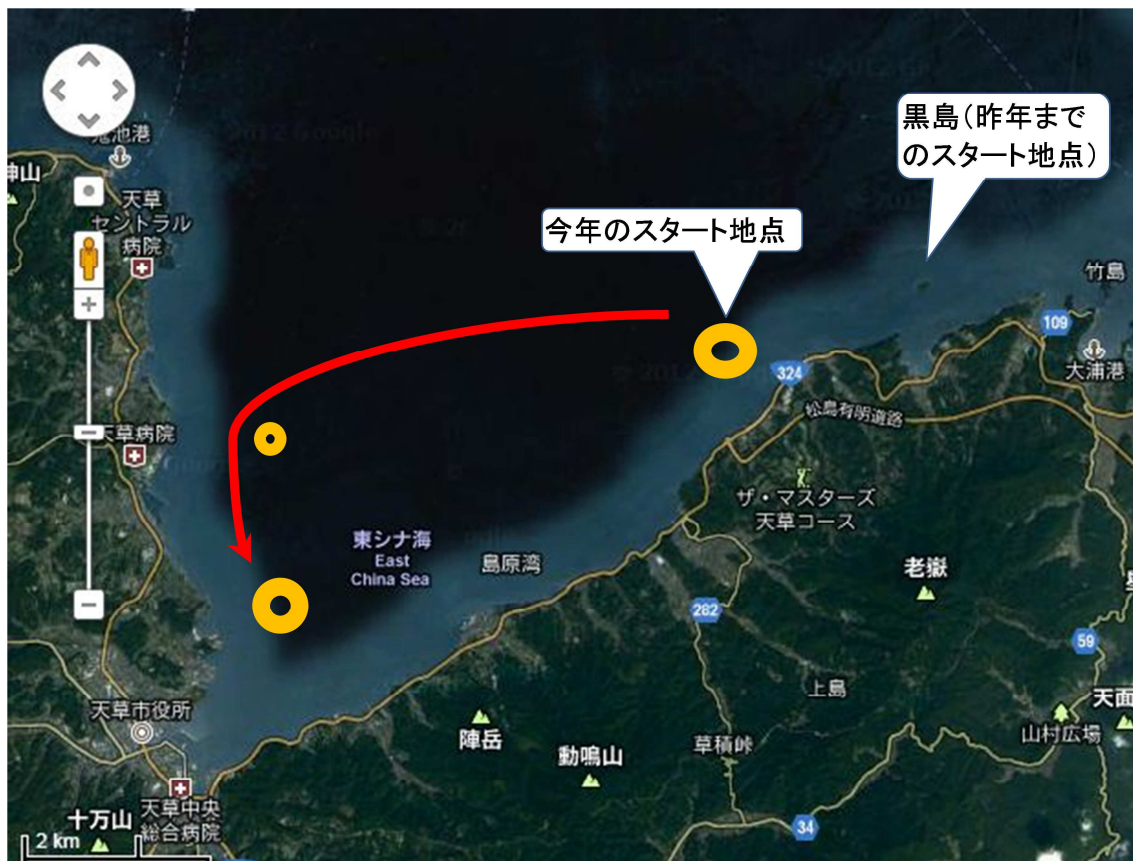 黒島（昨年まで
のスタート地点）
今年のスタート地点
鬼池港
天草
セントラル
病院
竹島
109
大浦港
324
松島有明道路
天草病院
ザ・マスターズ
天草コース
東シナ海
East
China Sea
島原湾
老嶽
282
59
上島
天面
山村広場
天草市役所
陣岳
草積峠
動鳴山
天草中央
総合病院
十万山
34
2 km